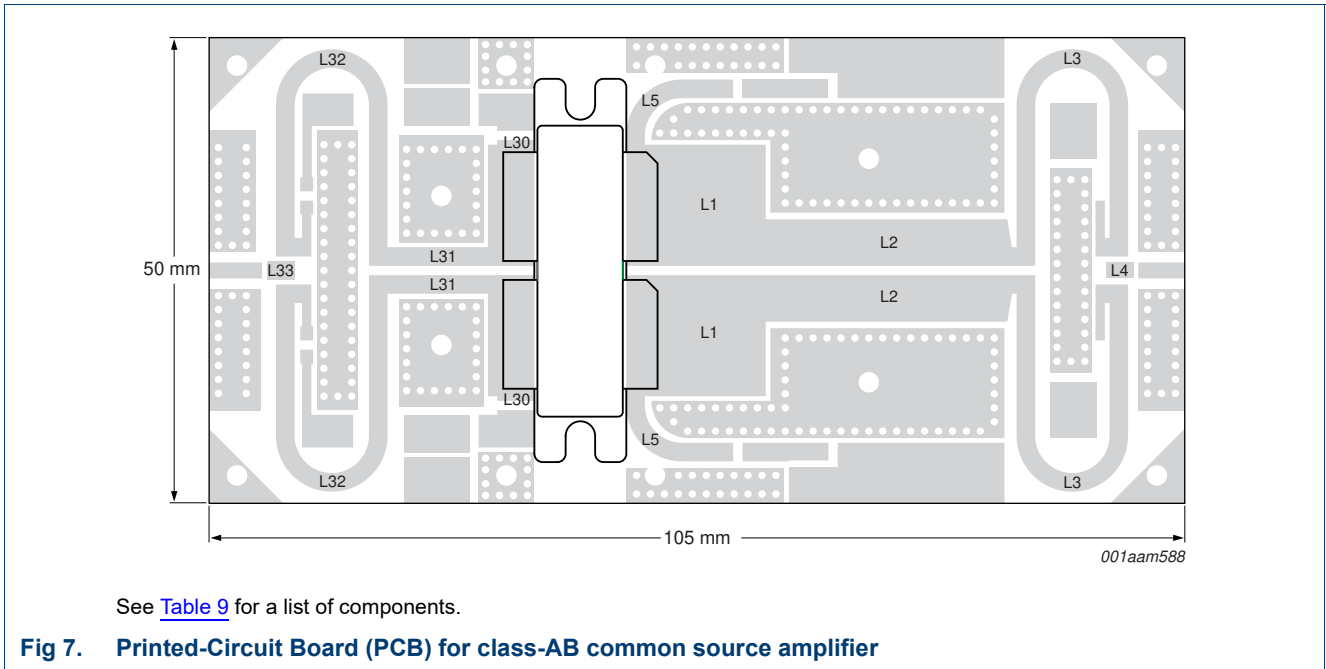 L32
L3
L5
L30
L1
L2
L31
50 mm
L33
L4
L31
L2
L1
L30
L5
L32
L3
105 mm
001aam588
See Table 9 for a list of components.
Fig 7. Printed-Circuit Board (PCB) for class-AB common source amplifier